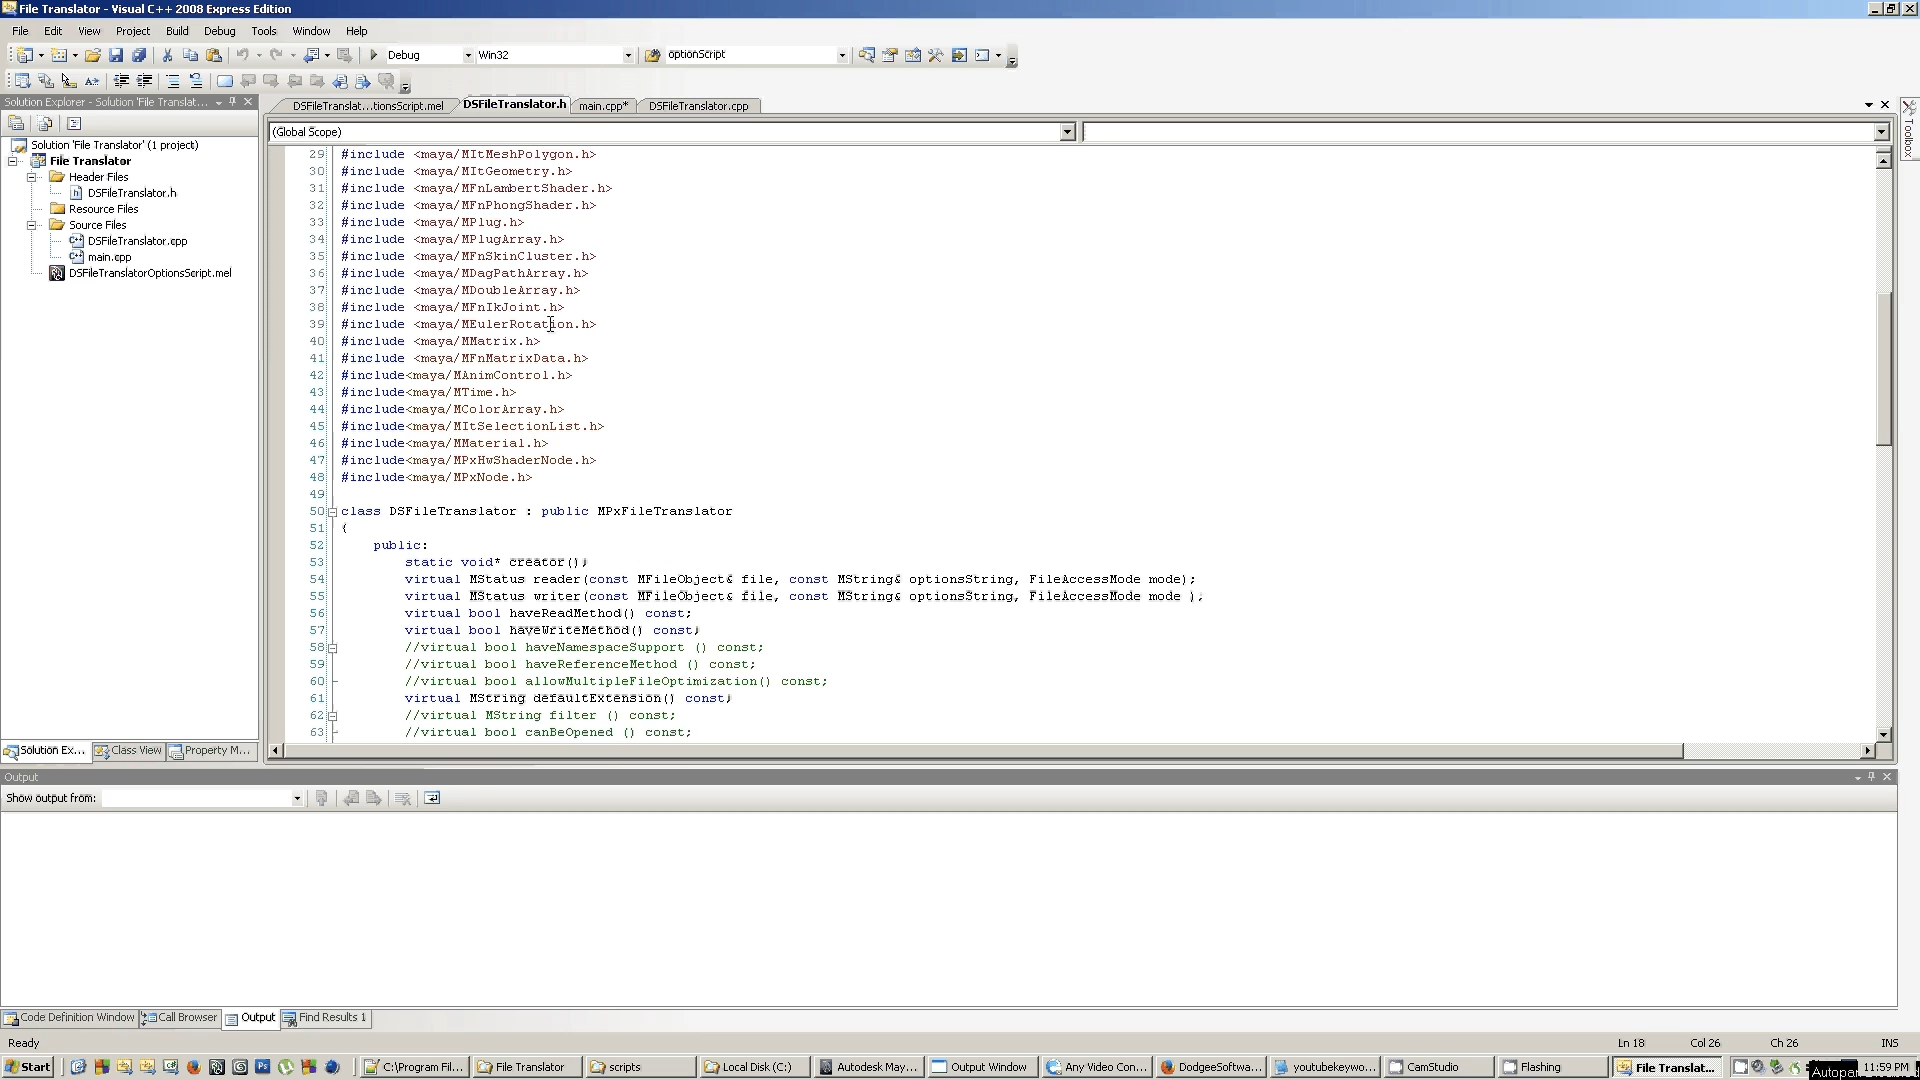 File Translator - Visual C++ 2008 Express Edition
File Edit View Project Build Debug Tools Window Help
Debug Win32 optionScript
Solution Explorer - Solution 'File Translat...
DSFileTranslat...tionsScript.mel DSFileTranslator.h main.cpp* DSFileTranslator.cpp
(Global Scope)
Toolbox
Solution 'File Translator' (1 project)
File Translator
Header Files
DSFileTranslator.h
Resource Files
Source Files
DSFileTranslator.cpp
main.cpp
DSFileTranslatorOptionsScript.mel
29 #include <maya/MItMeshPolygon.h>
30 #include <maya/MItGeometry.h>
31 #include <maya/MFnLambertShader.h>
32 #include <maya/MFnPhongShader.h>
33 #include <maya/MPlug.h>
34 #include <maya/MPlugArray.h>
35 #include <maya/MFnSkinCluster.h>
36 #include <maya/MDagPathArray.h>
37 #include <maya/MDoubleArray.h>
38 #include <maya/MFnIkJoint.h>
39 #include <maya/MEulerRotation.h>
40 #include <maya/MMatrix.h>
41 #include <maya/MFnMatrixData.h>
42 #include<maya/MAnimControl.h>
43 #include<maya/MTime.h>
44 #include<maya/MColorArray.h>
45 #include<maya/MItSelectionList.h>
46 #include<maya/MMaterial.h>
47 #include<maya/MPxHwShaderNode.h>
48 #include<maya/MPxNode.h>
49
50 class DSFileTranslator : public MPxFileTranslator
51 {
52 public:
53 static void* creator();
54 virtual MStatus reader(const MFileObject& file, const MString& optionsString, FileAccessMode mode);
55 virtual MStatus writer(const MFileObject& file, const MString& optionsString, FileAccessMode mode );
56 virtual bool haveReadMethod() const;
57 virtual bool haveWriteMethod() const;
58 //virtual bool haveNamespaceSupport () const;
59 //virtual bool haveReferenceMethod () const;
60 //virtual bool allowMultipleFileOptimization() const;
61 virtual MString defaultExtension() const;
62 //virtual MString filter () const;
63 //virtual bool canBeOpened () const;
Solution Ex... Class View Property M...
Output
Show output from:
Code Definition Window Call Browser Output Find Results 1
Ready Ln 18 Col 26 Ch 26 INS
Start C:\Program Fil... File Translator scripts Local Disk (C:) Autodesk May... Output Window Any Video Con... DodgeeSoftwa... youtubekeywo... CamStudio Flashing File Translat... 11:59 PM